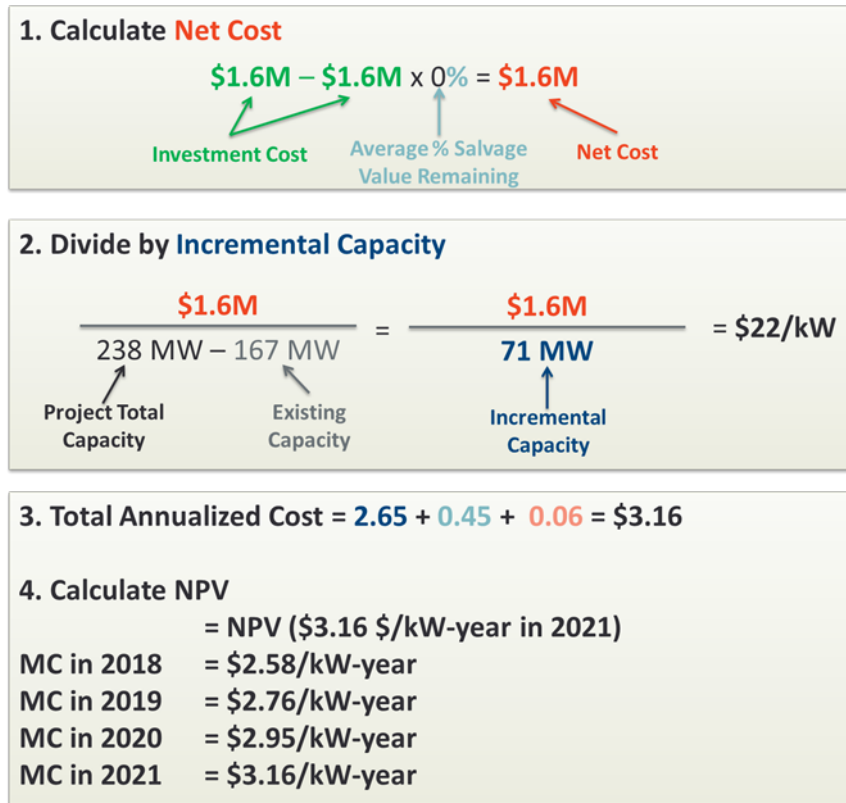 1. Calculate Net Cost
$1.6M – $1.6M x 0% = $1.6M
Investment Cost
Average % Salvage
Value Remaining
Net Cost
2. Divide by Incremental Capacity
$1.6M
238 MW – 167 MW
=
$1.6M
71 MW
= $22/kW
Project Total
Capacity
Existing
Capacity
Incremental
Capacity
3. Total Annualized Cost = 2.65 + 0.45 + 0.06 = $3.16
4. Calculate NPV
= NPV ($3.16 $/kW-year in 2021)
MC in 2018 = $2.58/kW-year
MC in 2019 = $2.76/kW-year
MC in 2020 = $2.95/kW-year
MC in 2021 = $3.16/kW-year